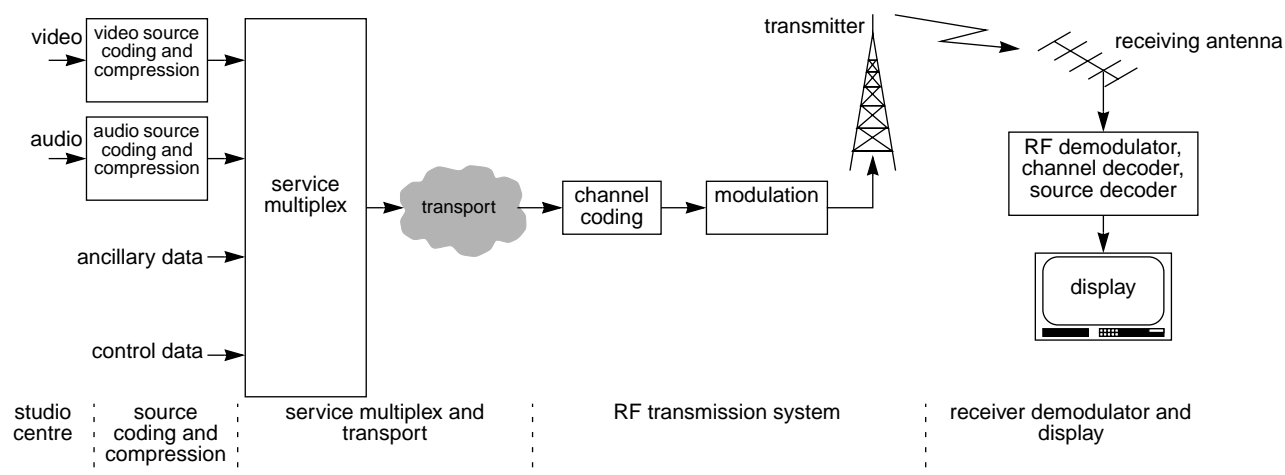 video
video source
coding and
compression
audio
audio source
coding and
compression
ancillary data
control data
service
multiplex
transport
channel
coding
modulation
transmitter
receiving antenna
RF demodulator,
channel decoder,
source decoder
display
studio
centre
source
coding and
compression
service multiplex and
transport
RF transmission system
receiver demodulator and
display